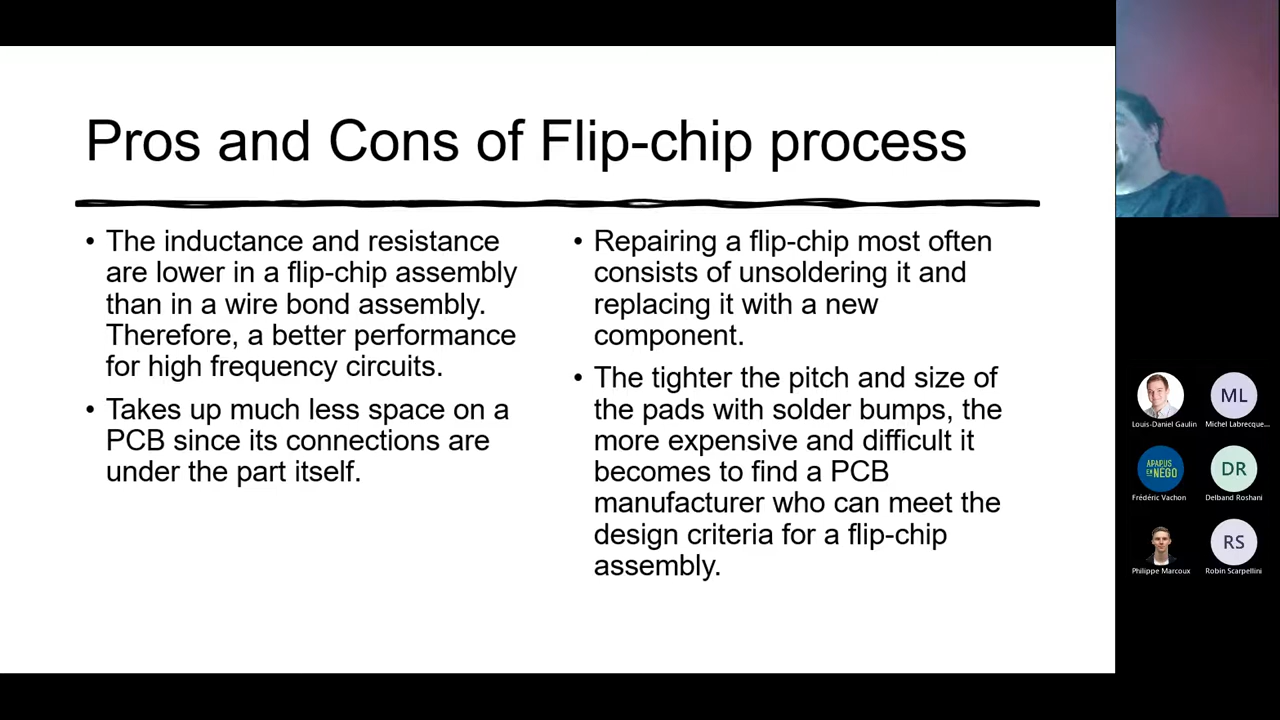 Pros and Cons of Flip-chip process
• The inductance and resistance
are lower in a flip-chip assembly
than in a wire bond assembly.
Therefore, a better performance
for high frequency circuits.
• Takes up much less space on a
PCB since its connections are
under the part itself.
• Repairing a flip-chip most often
consists of unsoldering it and
replacing it with a new
component.
• The tighter the pitch and size of
the pads with solder bumps, the
more expensive and difficult it
becomes to find a PCB
manufacturer who can meet the
design criteria for a flip-chip
assembly.
Louis-Daniel Gaulin
ML
Michel Labrecque...
APAPUS
EN NÉGO
Frédéric Vachon
DR
Delband Roshani
Philippe Marcoux
RS
Robin Scarpellini